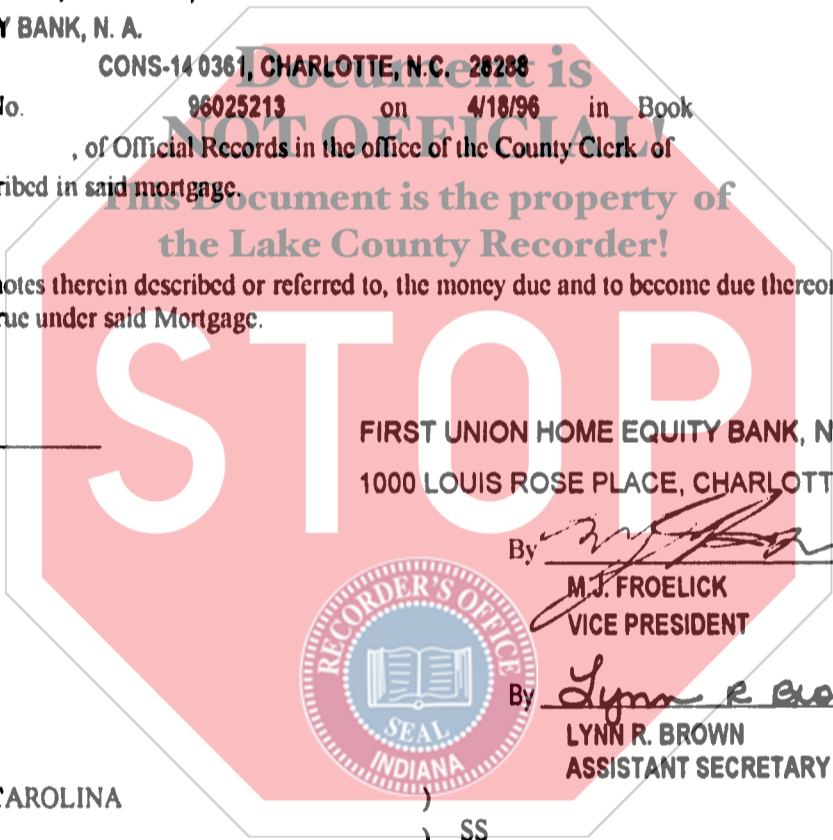 Y BANK, N. A.
CONS-14 0361, CHARLOTTE, N.C. 28288
Document is
No. 96025213 on 4/18/96 in Book
NOT OFFICIAL!
, of Official Records in the office of the County Clerk of
ribed in said mortgage.
This Document is the property of
the Lake County Recorder!
notes therein described or referred to, the money due and to become due thereon
rue under said Mortgage.
STOP
FIRST UNION HOME EQUITY BANK, N
1000 LOUIS ROSE PLACE, CHARLOTT
By
M.J. FROELICK
VICE PRESIDENT
RECORDER'S OFFICE
SEAL
INDIANA
By Lynn R Bro
LYNN R. BROWN
ASSISTANT SECRETARY
CAROLINA )
) SS